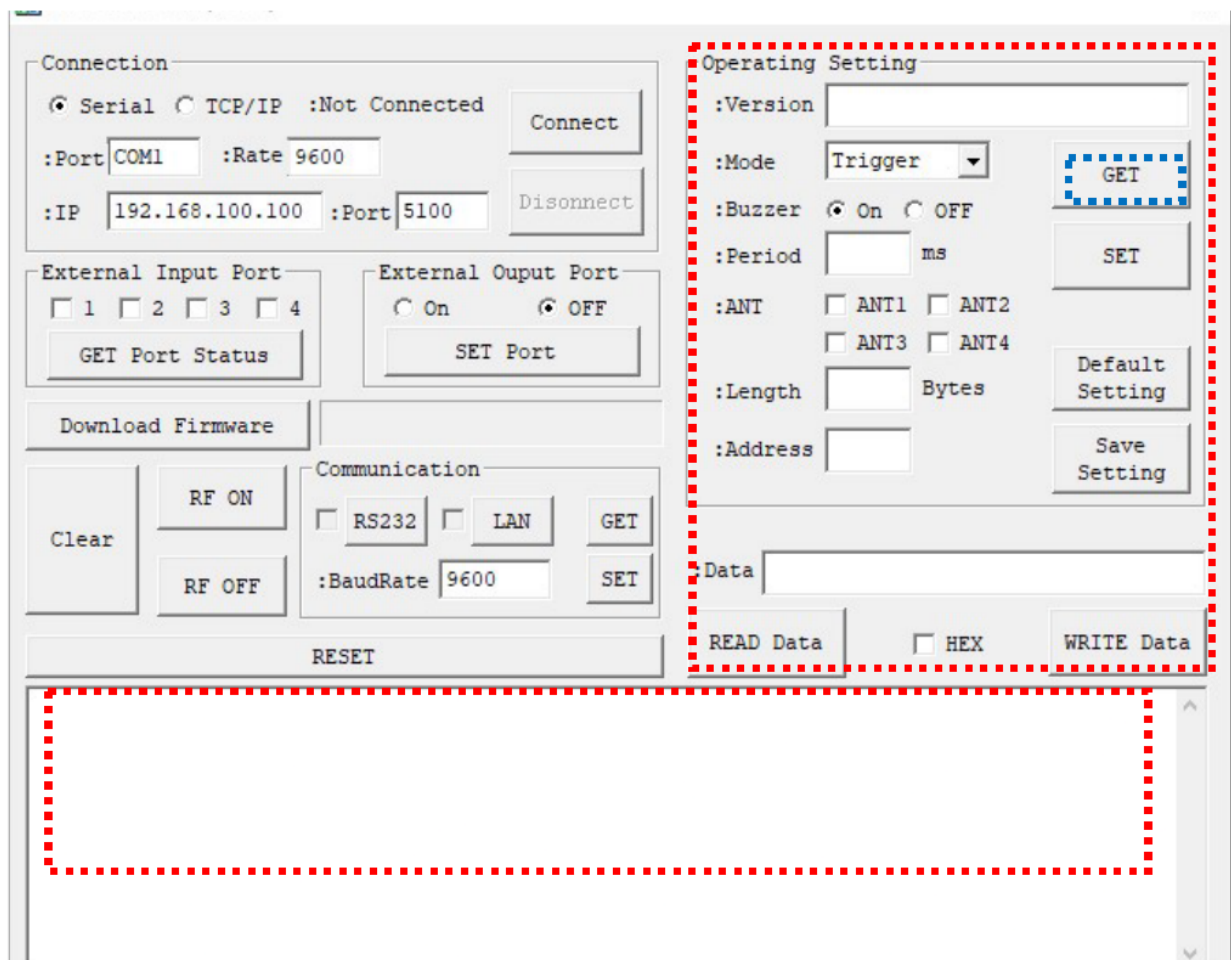 Connection
Serial TCP/IP :Not Connected
Connect
:Port COM1 :Rate 9600
:IP 192.168.100.100 :Port 5100
Disonnect
External Input Port
1 2 3 4
GET Port Status
External Ouput Port
On OFF
SET Port
Download Firmware
Clear
RF ON
RF OFF
Communication
RS232 LAN GET
:BaudRate 9600 SET
RESET
Operating Setting
:Version
:Mode Trigger
GET
:Buzzer On OFF
:Period ms
SET
:ANT ANT1 ANT2
ANT3 ANT4
Default
Setting
:Length Bytes
:Address
Save
Setting
:Data
READ Data HEX WRITE Data